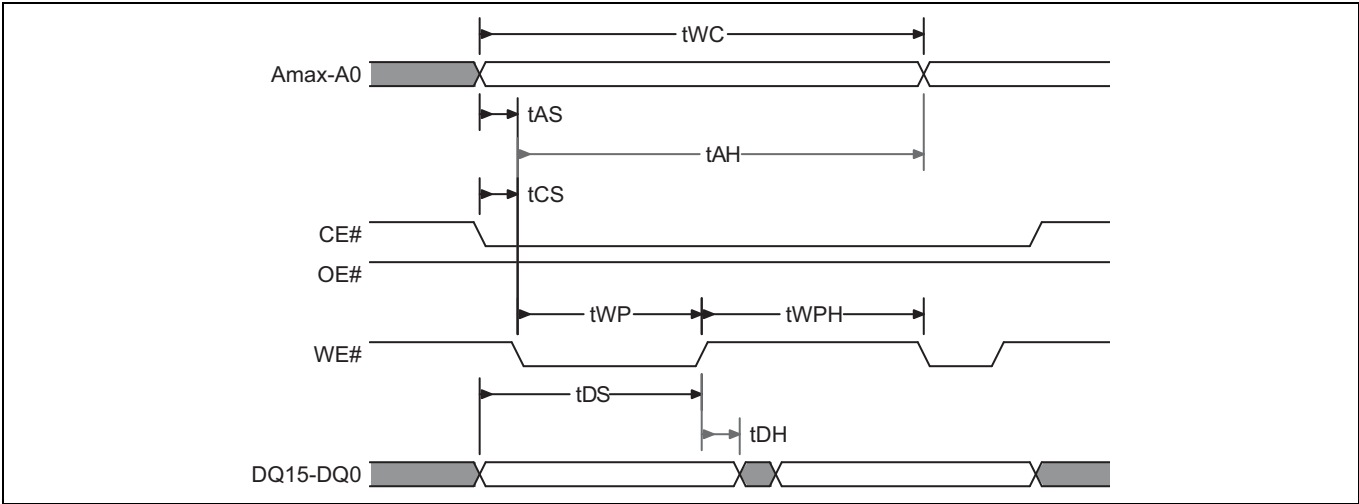 tWC
Amax-A0
tAS
tAH
tCS
CE#
OE#
tWP
tWPH
WE#
tDS
tDH
DQ15-DQ0